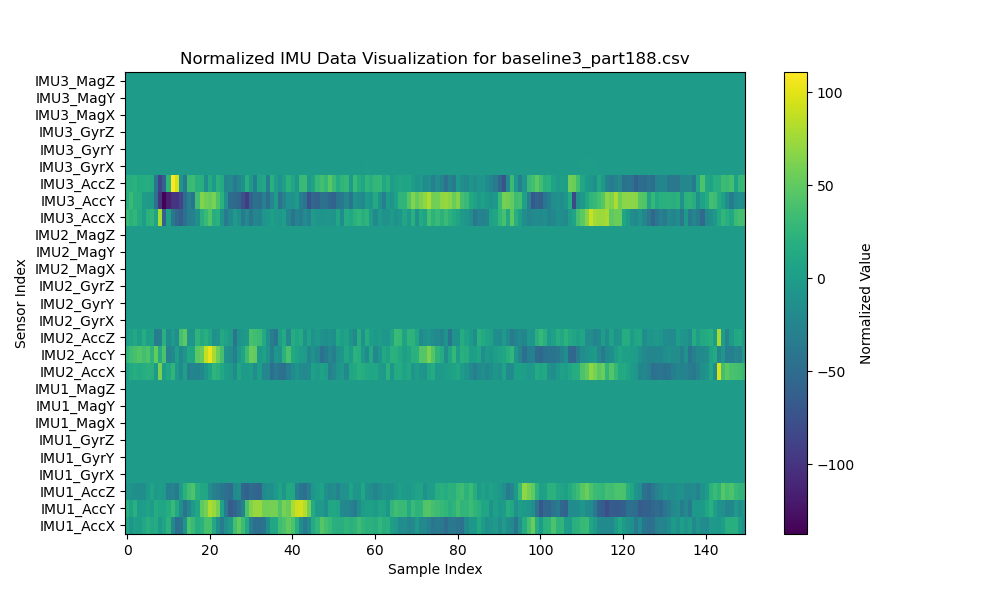 Normalized IMU Data Visualization for baseline3_part188.csv
IMU3_MagZ
IMU3_MagY
IMU3_MagX
IMU3_GyrZ
IMU3_GyrY
IMU3_GyrX
IMU3_AccZ
IMU3_AccY
IMU3_AccX
IMU2_MagZ
IMU2_MagY
IMU2_MagX
IMU2_GyrZ
IMU2_GyrY
IMU2_GyrX
IMU2_AccZ
IMU2_AccY
IMU2_AccX
IMU1_MagZ
IMU1_MagY
IMU1_MagX
IMU1_GyrZ
IMU1_GyrY
IMU1_GyrX
IMU1_AccZ
IMU1_AccY
IMU1_AccX
Sensor Index
0 20 40 60 80 100 120 140
Sample Index
100
50
0
−50
−100
Normalized Value